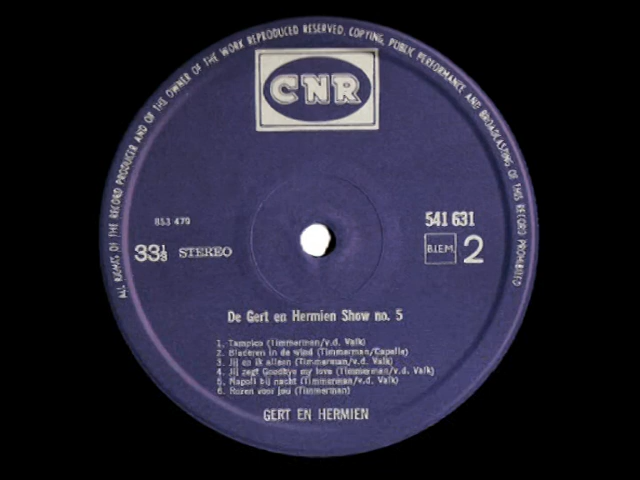 ALL RIGHTS OF THE RECORD PRODUCER AND OF THE OWNER OF THE WORK REPRODUCED RESERVED, COPYING, PUBLIC PERFORMANCE AND BROADCASTING OF THIS RECORD PROHIBITED
CNR
853 479
541 631
33⅓ STEREO
B.I.E.M. 2
De Gert en Hermien Show no. 5
1. Tampico (Timmerman/v.d. Valk)
2. Bladeren in de wind (Timmerman/Capelle)
3. Jij en ik alleen (Timmerman/v.d. Valk)
4. Jij zegt Goodbye my love (Timmerman/v.d. Valk)
5. Napoli bij nacht (Timmerman/v.d. Valk)
6. Rozen voor jou (Timmerman)
GERT EN HERMIEN